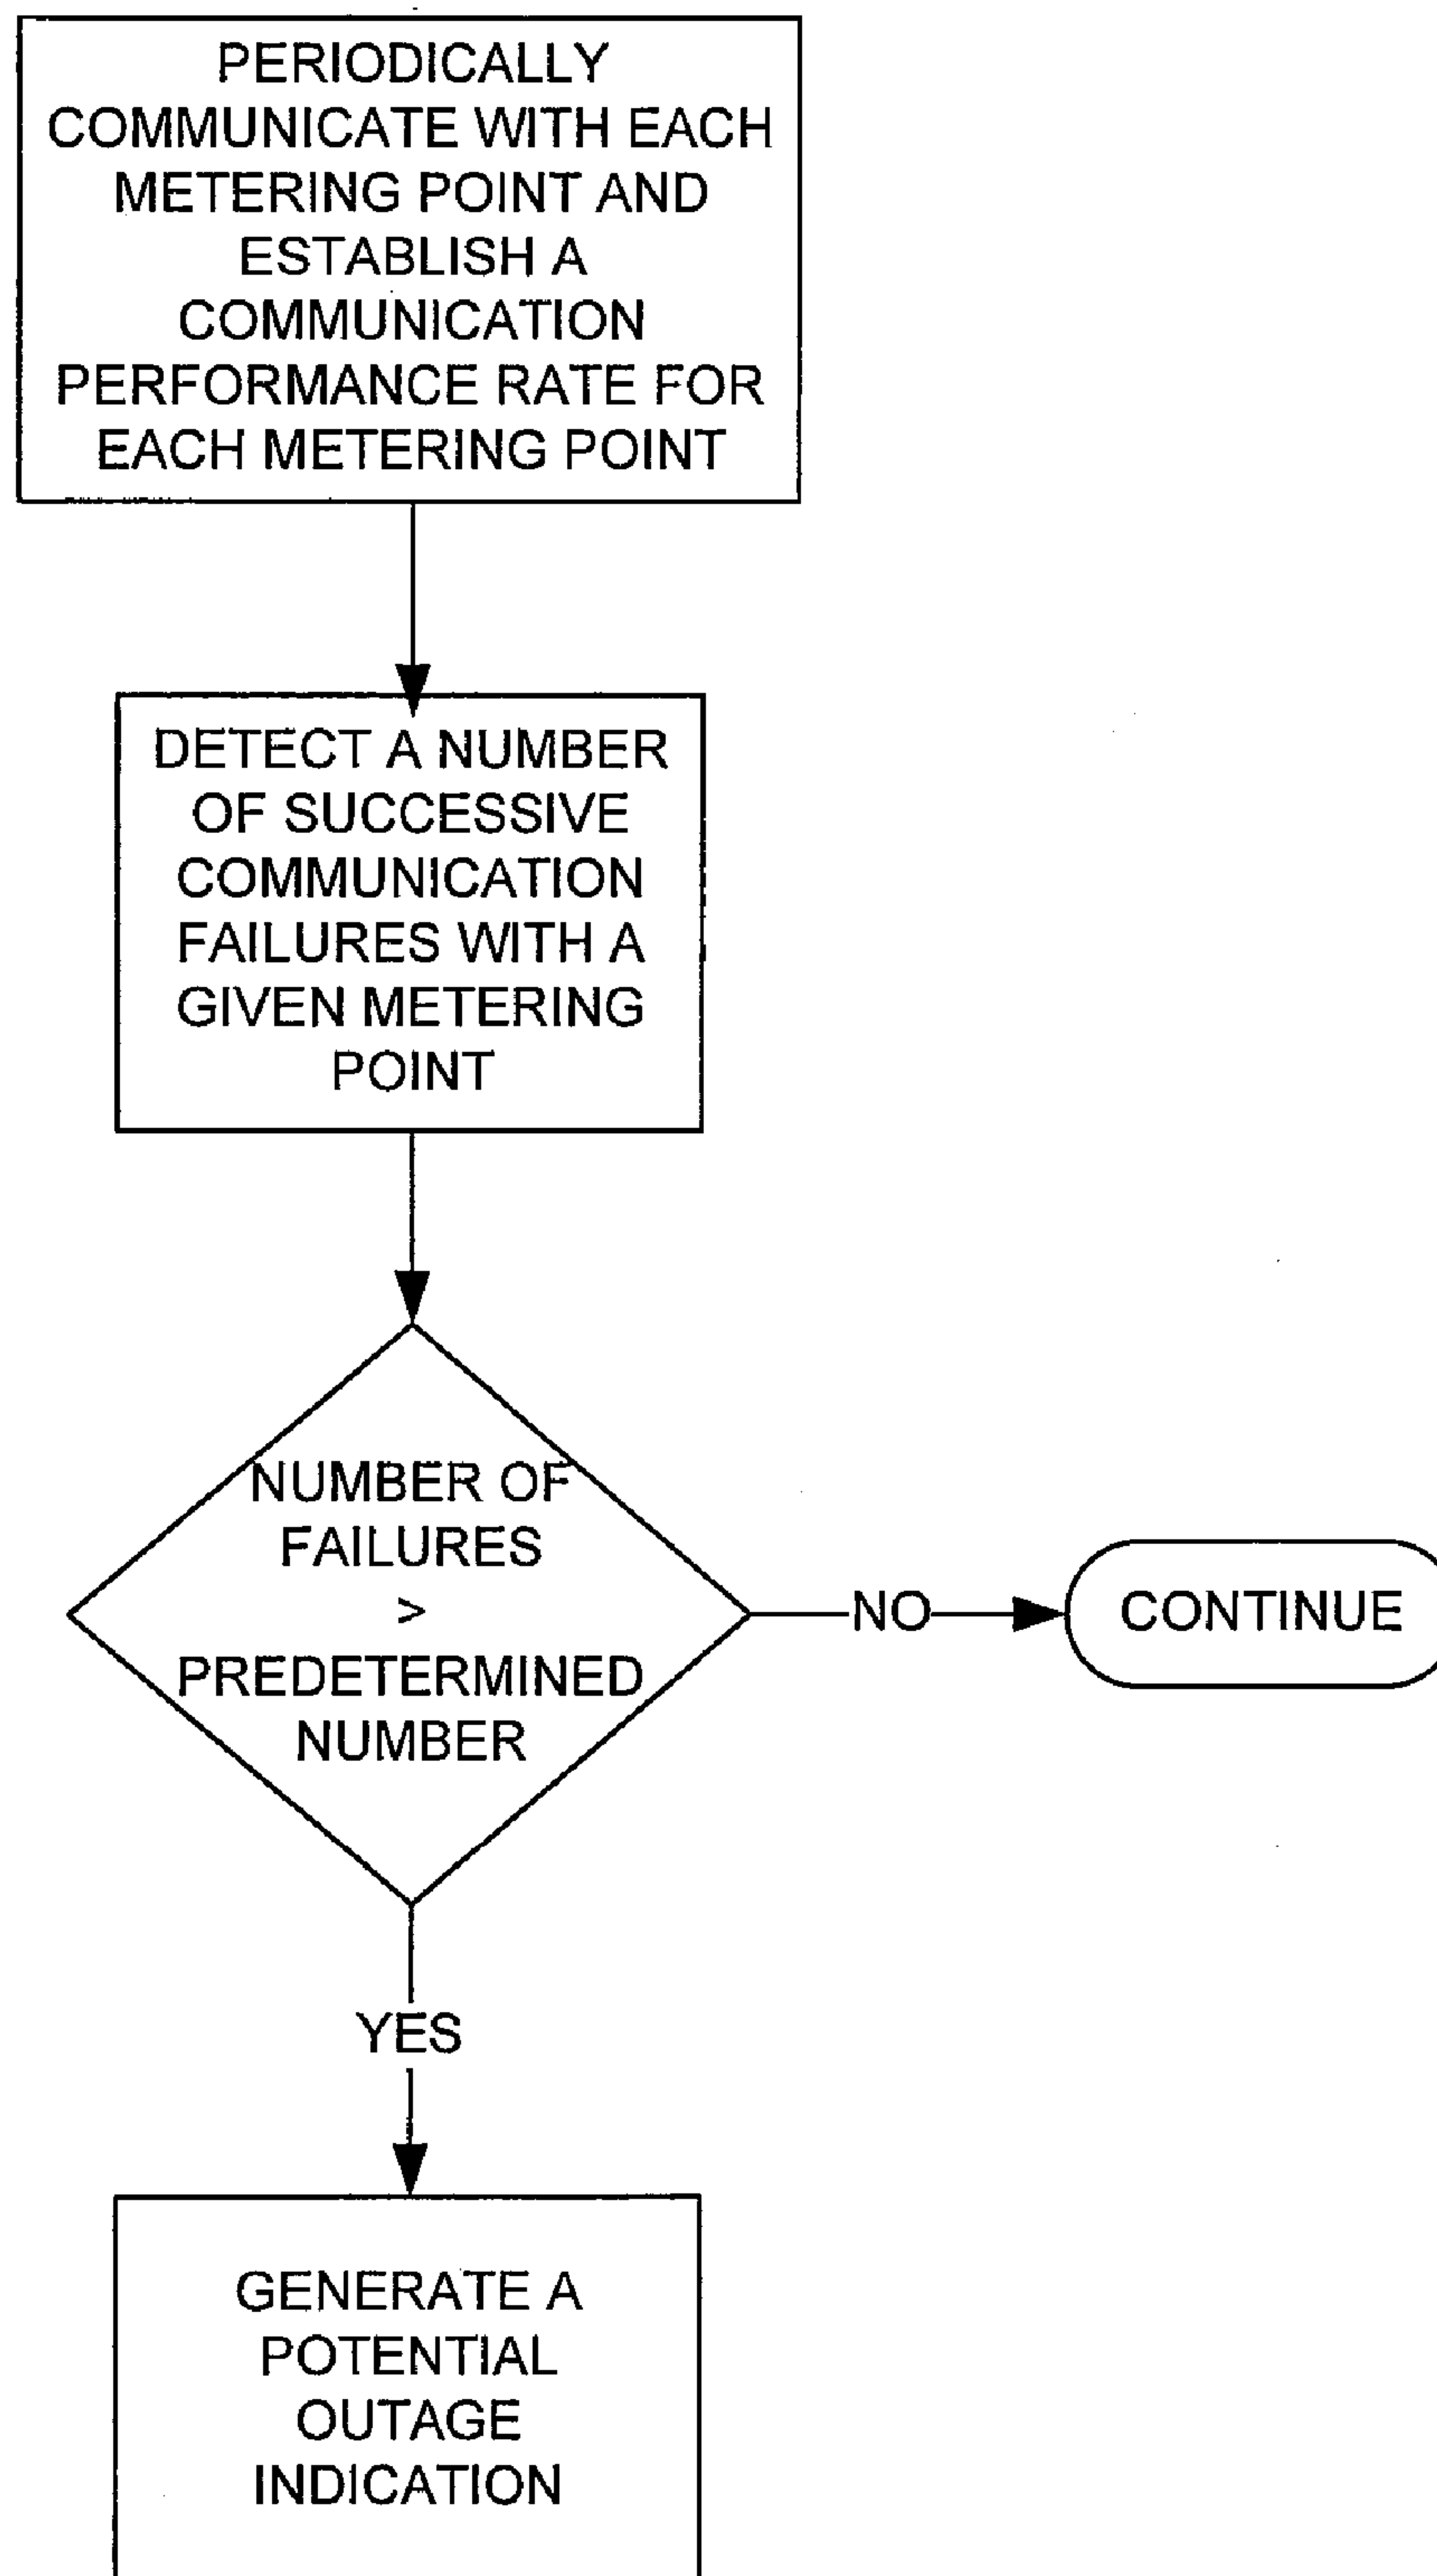 PERIODICALLY
COMMUNICATE WITH EACH
METERING POINT AND
ESTABLISH A
COMMUNICATION
PERFORMANCE RATE FOR
EACH METERING POINT
DETECT A NUMBER
OF SUCCESSIVE
COMMUNICATION
FAILURES WITH A
GIVEN METERING
POINT
NUMBER OF
FAILURES
>
PREDETERMINED
NUMBER
NO
CONTINUE
YES
GENERATE A
POTENTIAL
OUTAGE
INDICATION